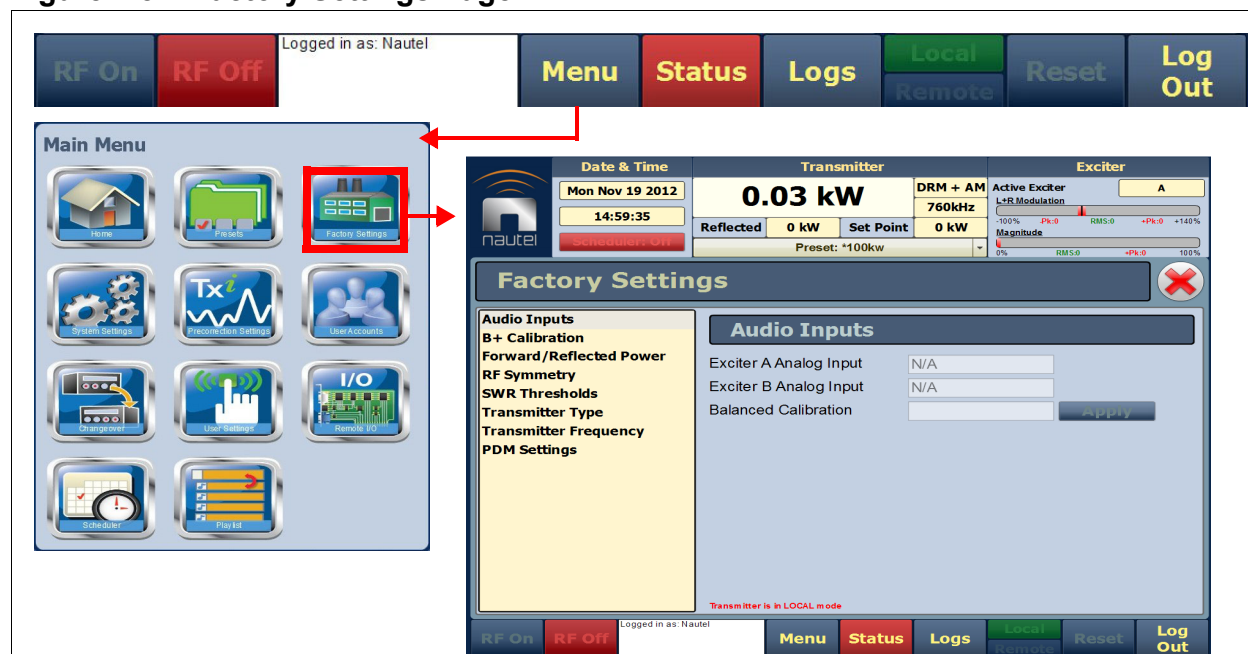 RF On RF Off Logged in as: Nautel Menu Status Logs Local Remote Reset Log Out
Main Menu
Home Presets Factory Settings
System Settings Tx i Precorrection Settings User Accounts
Changeover User Settings I/O Remote I/O
Scheduler Playlist
nautel
Date & Time
Mon Nov 19 2012
14:59:35
Scheduler: Off
Transmitter
0.03 kW
DRM + AM
760kHz
Reflected 0 kW Set Point 0 kW
Preset: *100kw
Exciter
Active Exciter A
L+R Modulation
-100% -Pk:0 RMS:0 +Pk:0 +140%
Magnitude
0% RMS:0 +Pk:0 100%
Factory Settings
Audio Inputs
B+ Calibration
Forward/Reflected Power
RF Symmetry
SWR Thresholds
Transmitter Type
Transmitter Frequency
PDM Settings
Audio Inputs
Exciter A Analog Input N/A
Exciter B Analog Input N/A
Balanced Calibration Apply
Transmitter is in LOCAL mode
RF On RF Off Logged in as: Nautel Menu Status Logs Local Remote Reset Log Out